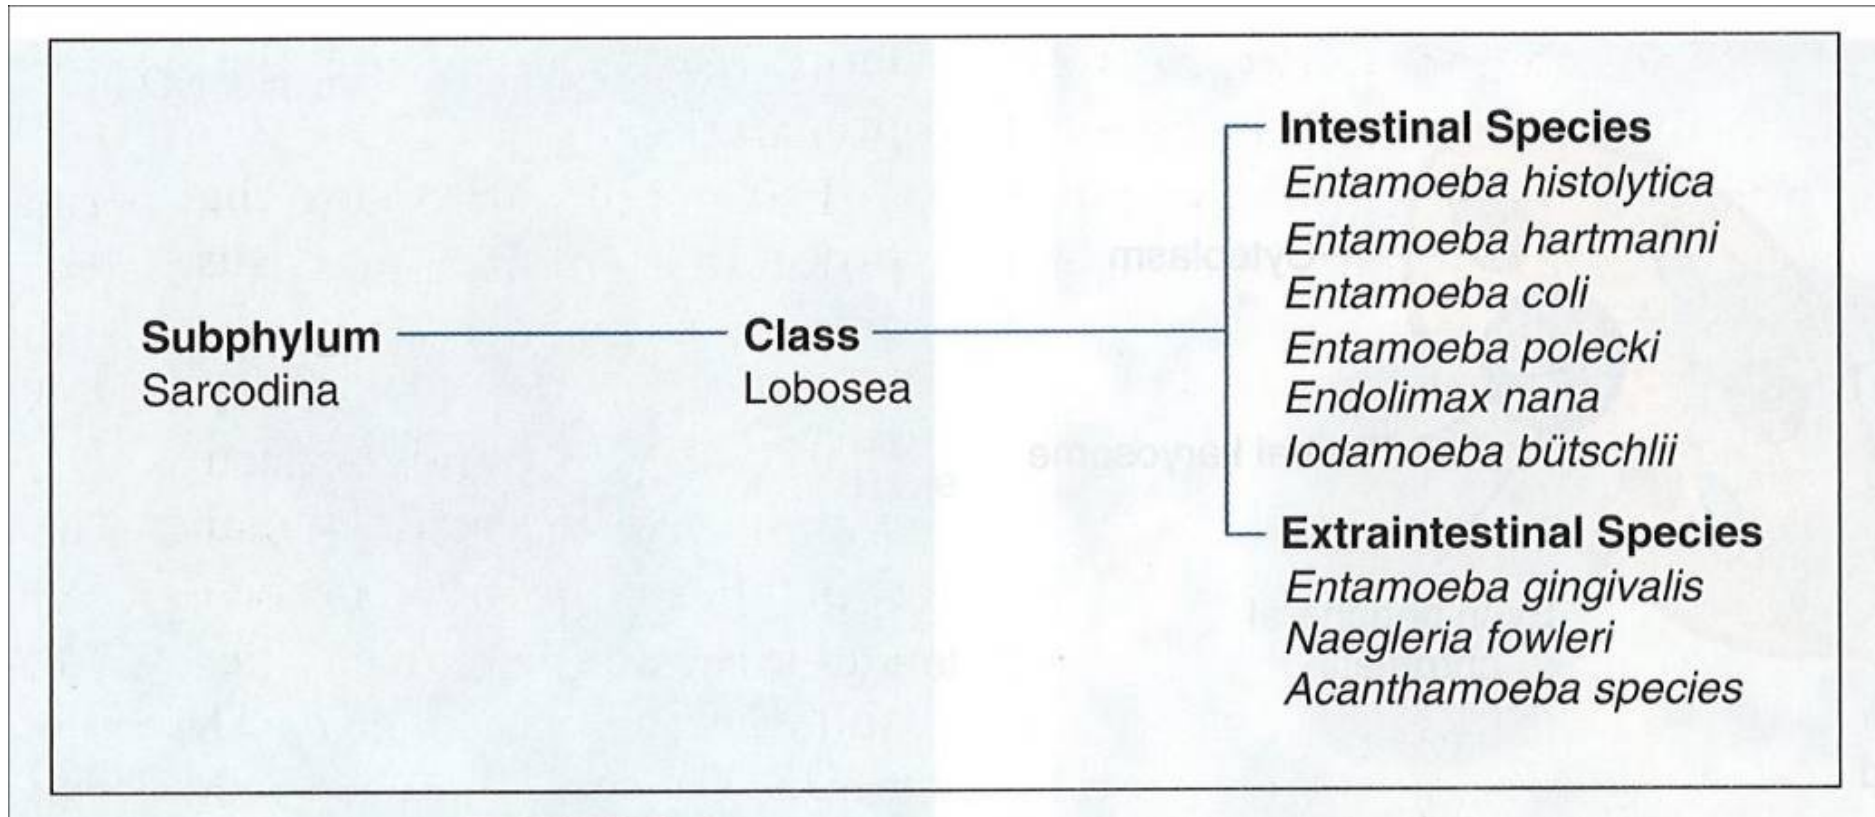 Subphylum
Sarcodina
Class
Lobosea
Intestinal Species
Entamoeba histolytica
Entamoeba hartmanni
Entamoeba coli
Entamoeba polecki
Endolimax nana
Iodamoeba bütschlii
Extraintestinal Species
Entamoeba gingivalis
Naegleria fowleri
Acanthamoeba species